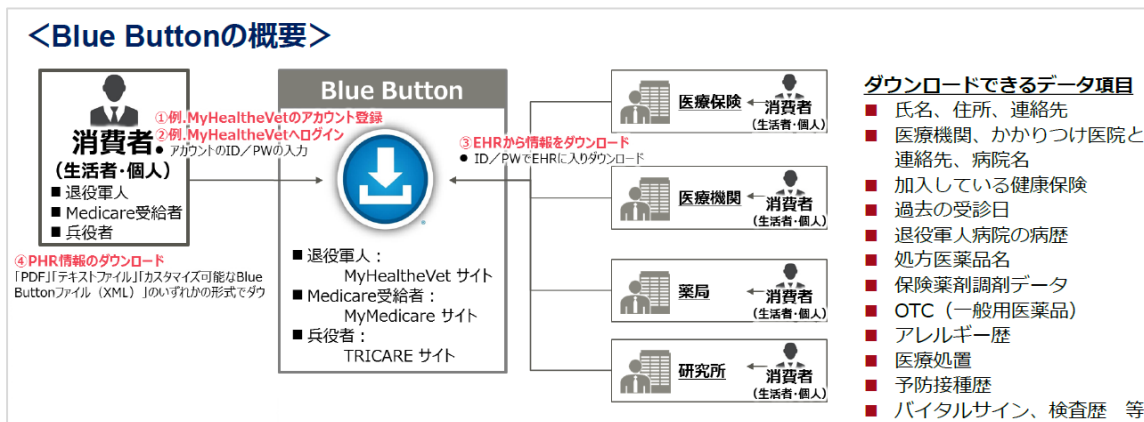 ＜Blue Buttonの概要＞
消費者
（生活者・個人）
■ 退役軍人
■ Medicare受給者
■ 兵役者
①例.MyHealtheVetのアカウント登録
②例.MyHealtheVetへログイン
● アカウントのID／PWの入力
④PHR情報のダウンロード
「PDF」「テキストファイル」「カスタマイズ可能なBlue
Buttonファイル（XML）」のいずれかの形式でダウ
Blue Button
■ 退役軍人：
MyHealtheVet サイト
■ Medicare受給者：
MyMedicare サイト
■ 兵役者：
TRICARE サイト
③EHRから情報をダウンロード
● ID／PWでEHRに入りダウンロード
医療保険
消費者
（生活者・個人）
医療機関
消費者
（生活者・個人）
薬局
消費者
（生活者・個人）
研究所
消費者
（生活者・個人）
ダウンロードできるデータ項目
■ 氏名、住所、連絡先
■ 医療機関、かかりつけ医院と
連絡先、病院名
■ 加入している健康保険
■ 過去の受診日
■ 退役軍人病院の病歴
■ 処方医薬品名
■ 保険薬剤調剤データ
■ OTC（一般用医薬品）
■ アレルギー歴
■ 医療処置
■ 予防接種歴
■ バイタルサイン、検査歴　等